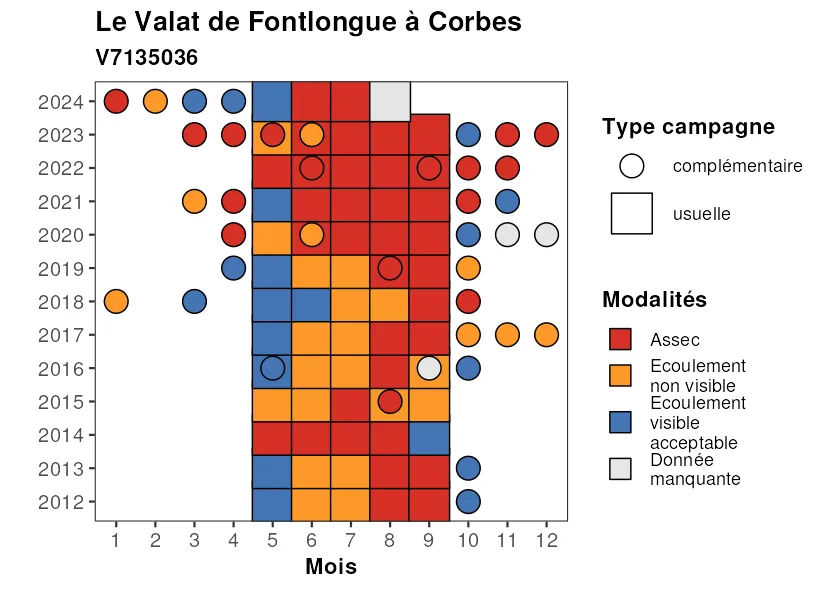 Le Valat de Fontlongue à Corbes
V7135036
2024
2023
2022
2021
2020
2019
2018
2017
2016
2015
2014
2013
2012
1 2 3 4 5 6 7 8 9 10 11 12
Mois
Type campagne
complémentaire
usuelle
Modalités
Assec
Ecoulement
non visible
Ecoulement
visible
acceptable
Donnée
manquante